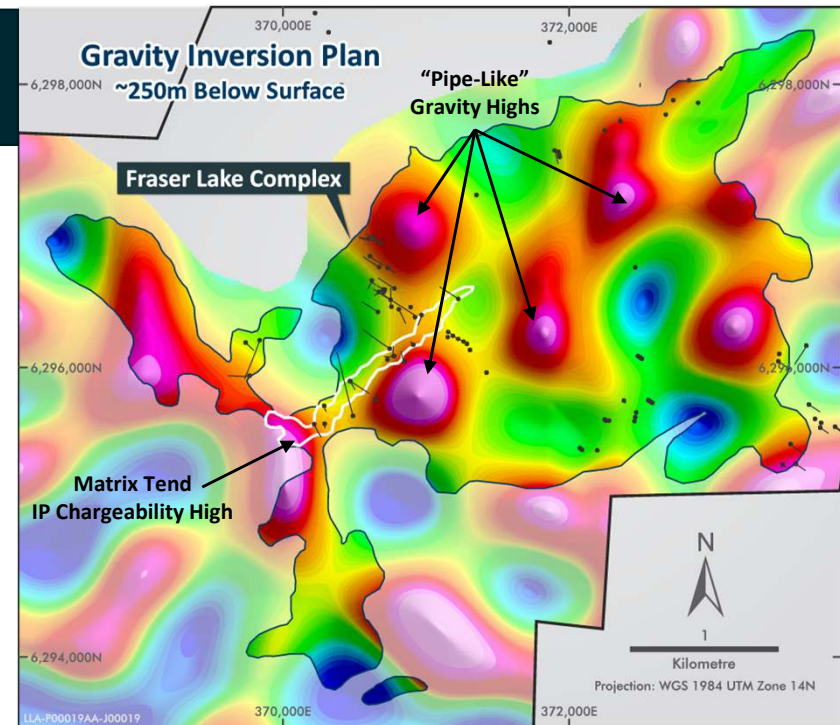 370,000E
372,000E
Gravity Inversion Plan
~250m Below Surface
6,298,000N
6,298,000N
“Pipe-Like”
Gravity Highs
Fraser Lake Complex
6,296,000N
6,296,000N
Matrix Tend
IP Chargeability High
N
1
Kilometre
Projection: WGS 1984 UTM Zone 14N
6,294,000N
LLA-P00019AA-J00019
370,000E
372,000E